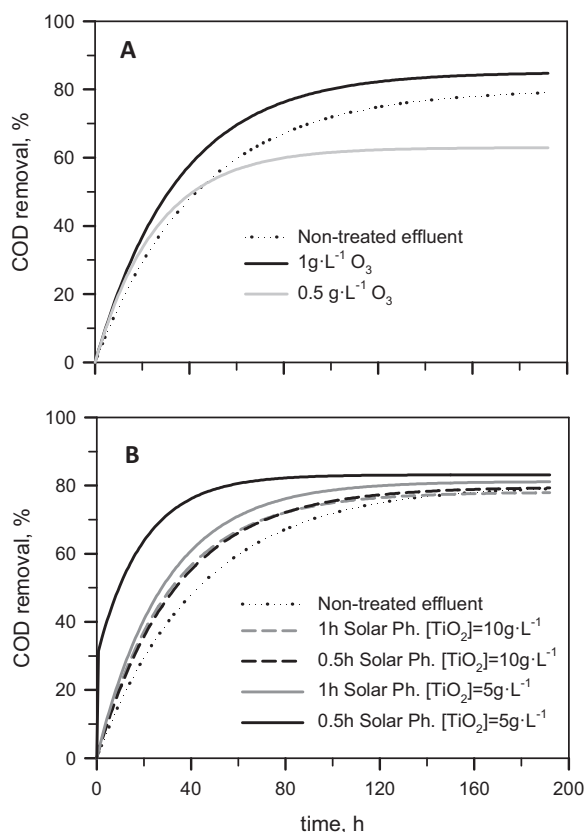 100
A
80
60
COD removal, %
40
Non-treated effluent
1g·L⁻¹ O₃
20
0.5 g·L⁻¹ O₃
0
100
B
80
60
COD removal, %
40
Non-treated effluent
1h Solar Ph. [TiO₂]=10g·L⁻¹
0.5h Solar Ph. [TiO₂]=10g·L⁻¹
20
1h Solar Ph. [TiO₂]=5g·L⁻¹
0.5h Solar Ph. [TiO₂]=5g·L⁻¹
0
0 40 80 120 160 200
time, h